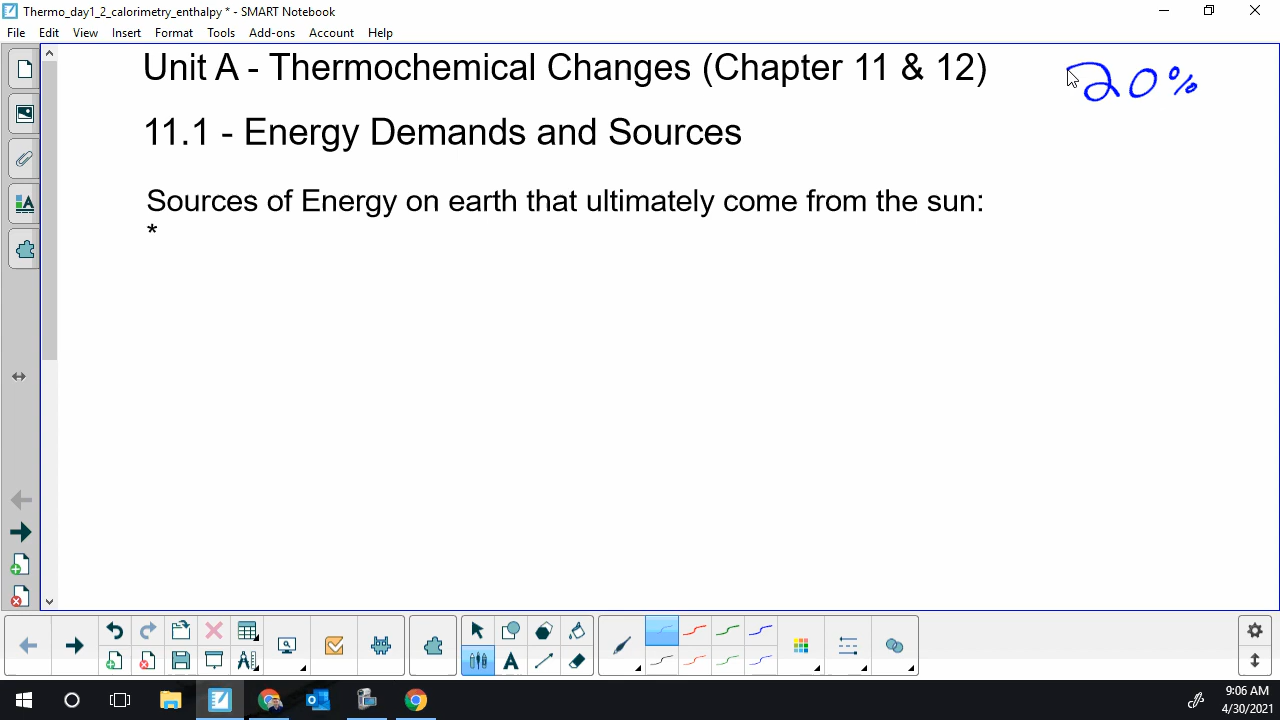 Thermo_day1_2_calorimetry_enthalpy * - SMART Notebook
File Edit View Insert Format Tools Add-ons Account Help
Unit A - Thermochemical Changes (Chapter 11 & 12)
20%
11.1 - Energy Demands and Sources
Sources of Energy on earth that ultimately come from the sun:
*
9:06 AM
4/30/2021